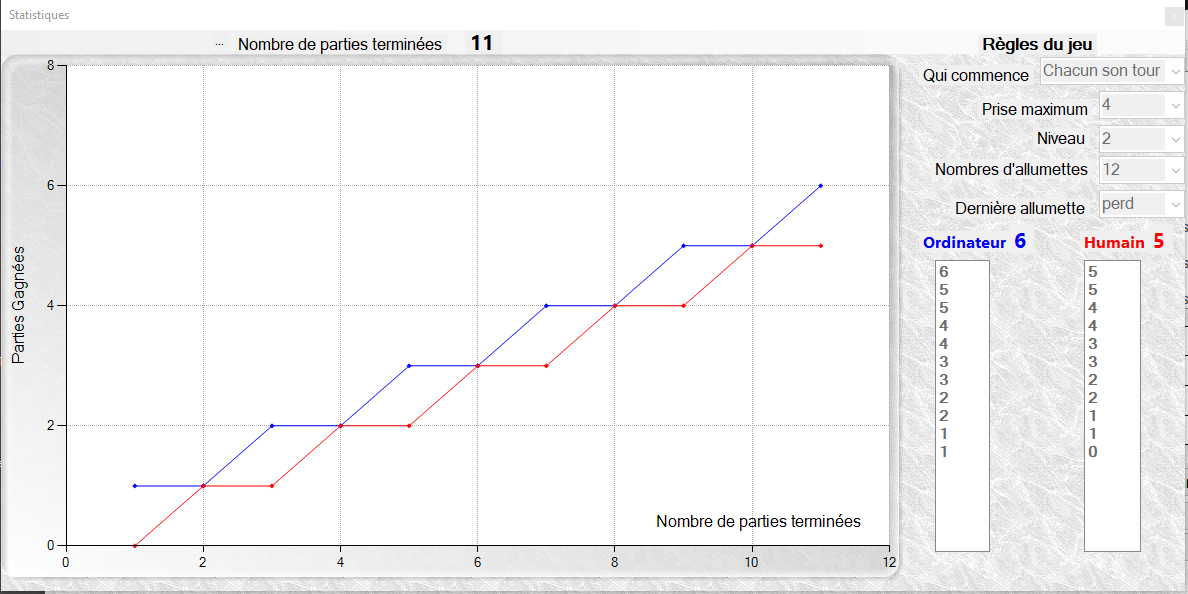 Statistiques
... Nombre de parties terminées 11
Règles du jeu
Qui commence Chacun son tour
Prise maximum 4
Niveau 2
Nombres d'allumettes 12
Dernière allumette perd
Ordinateur 6
6
5
5
4
4
3
3
2
2
1
1
Humain 5
5
5
4
4
3
3
2
2
1
1
0
Parties Gagnées
8
6
4
2
0
Nombre de parties terminées
0 2 4 6 8 10 12